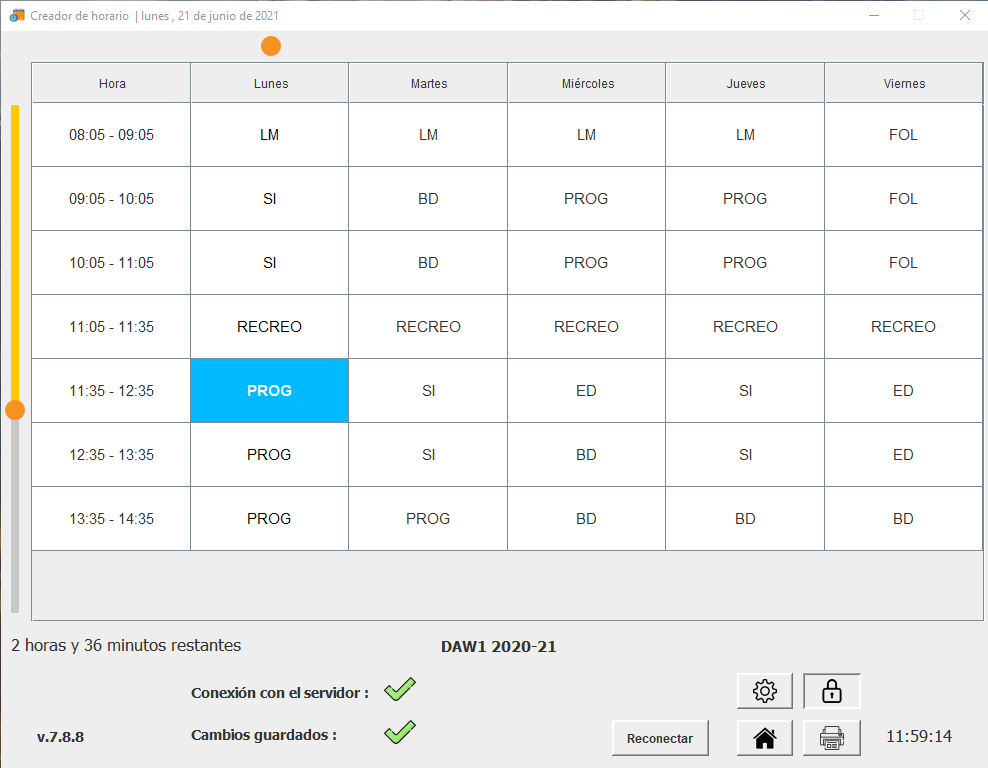 Creador de horario | lunes , 21 de junio de 2021
Hora Lunes Martes Miércoles Jueves Viernes
08:05 - 09:05 LM LM LM LM FOL
09:05 - 10:05 SI BD PROG PROG FOL
10:05 - 11:05 SI BD PROG PROG FOL
11:05 - 11:35 RECREO RECREO RECREO RECREO RECREO
11:35 - 12:35 PROG SI ED SI ED
12:35 - 13:35 PROG SI BD SI ED
13:35 - 14:35 PROG PROG BD BD BD
2 horas y 36 minutos restantes DAW1 2020-21
Conexión con el servidor :
v.7.8.8 Cambios guardados : Reconectar 11:59:14